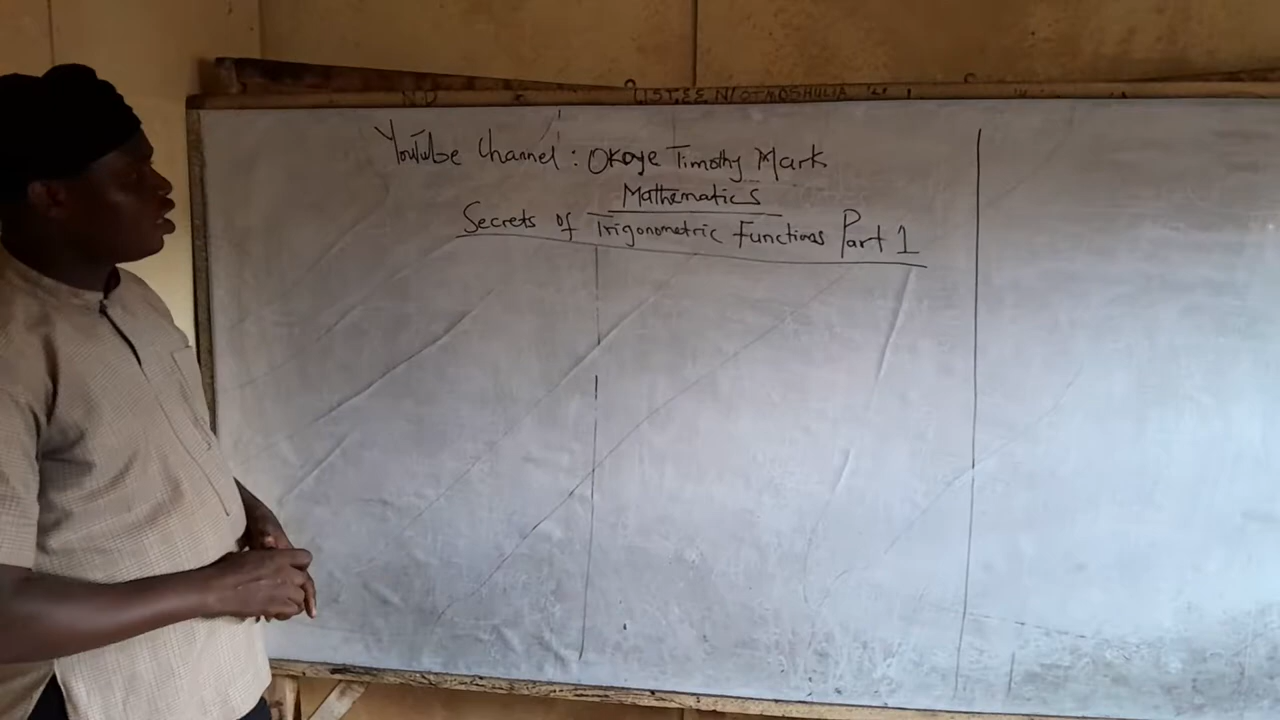 YouTube Channel: Okoye Timothy Mark
Mathematics
Secrets of Trigonometric Functions Part 1